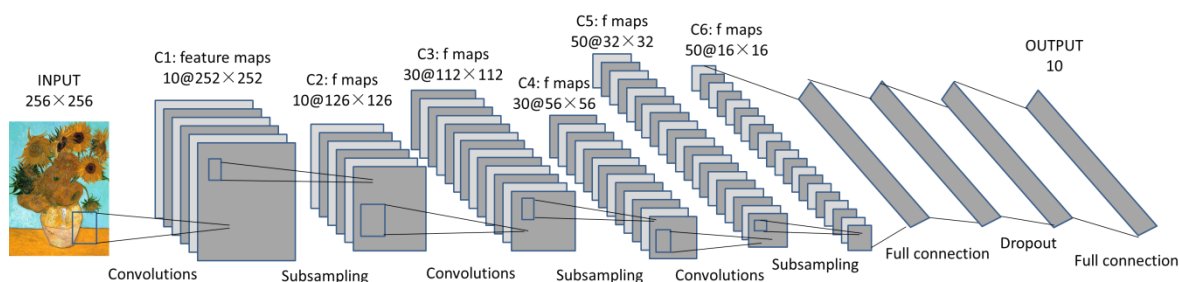 INPUT
256×256
C1: feature maps
10@252×252
C2: f maps
10@126×126
C3: f maps
30@112×112
C4: f maps
30@56×56
C5: f maps
50@32×32
C6: f maps
50@16×16
OUTPUT
10
Convolutions
Subsampling
Convolutions
Subsampling
Convolutions
Subsampling
Full connection
Dropout
Full connection